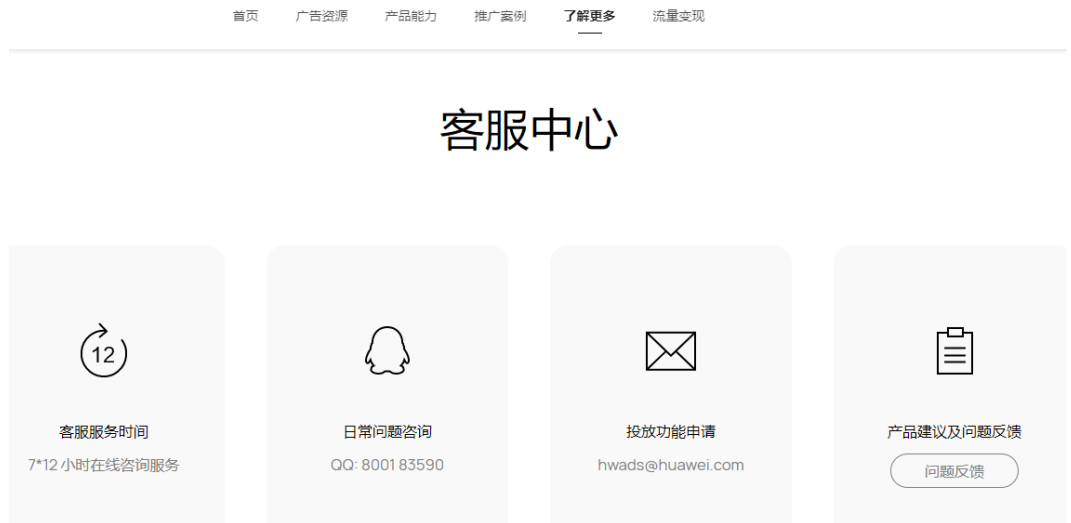 首页 广告资源 产品能力 推广案例 了解更多 流量变现
客服中心
12
客服服务时间
7*12 小时在线咨询服务
日常问题咨询
QQ: 8001 83590
投放功能申请
hwads@huawei.com
产品建议及问题反馈
问题反馈